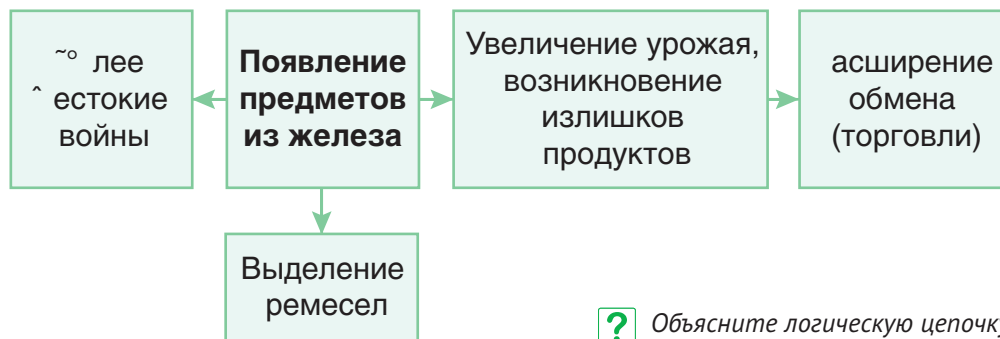 лее
естокие
войны
Появление
предметов
из железа
Увеличение урожая,
возникновение
излишков
продуктов
асширение
обмена
(торговли)
Выделение
ремесел
? Объясните логическую цепочку